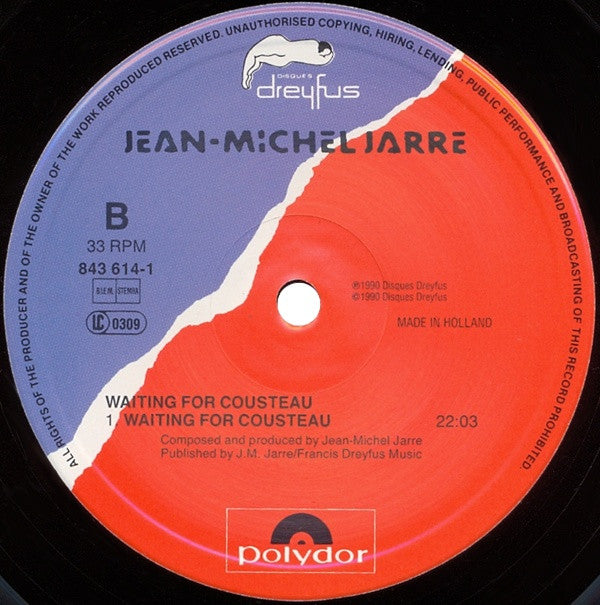 ALL RIGHTS OF THE PRODUCER AND OF THE OWNER OF THE WORK REPRODUCED RESERVED. UNAUTHORISED COPYING, HIRING, LENDING, PUBLIC PERFORMANCE AND BROADCASTING OF THIS RECORD PROHIBITED.
DISQUES
dreyfus
JEAN-MICHEL JARRE
B
33 RPM
843 614-1
B.I.E.M. STEMRA
LC 0309
℗1990 Disques Dreyfus
©1990 Disques Dreyfus
MADE IN HOLLAND
WAITING FOR COUSTEAU
1. WAITING FOR COUSTEAU 22:03
Composed and produced by Jean-Michel Jarre
Published by J.M. Jarre/Francis Dreyfus Music
polydor